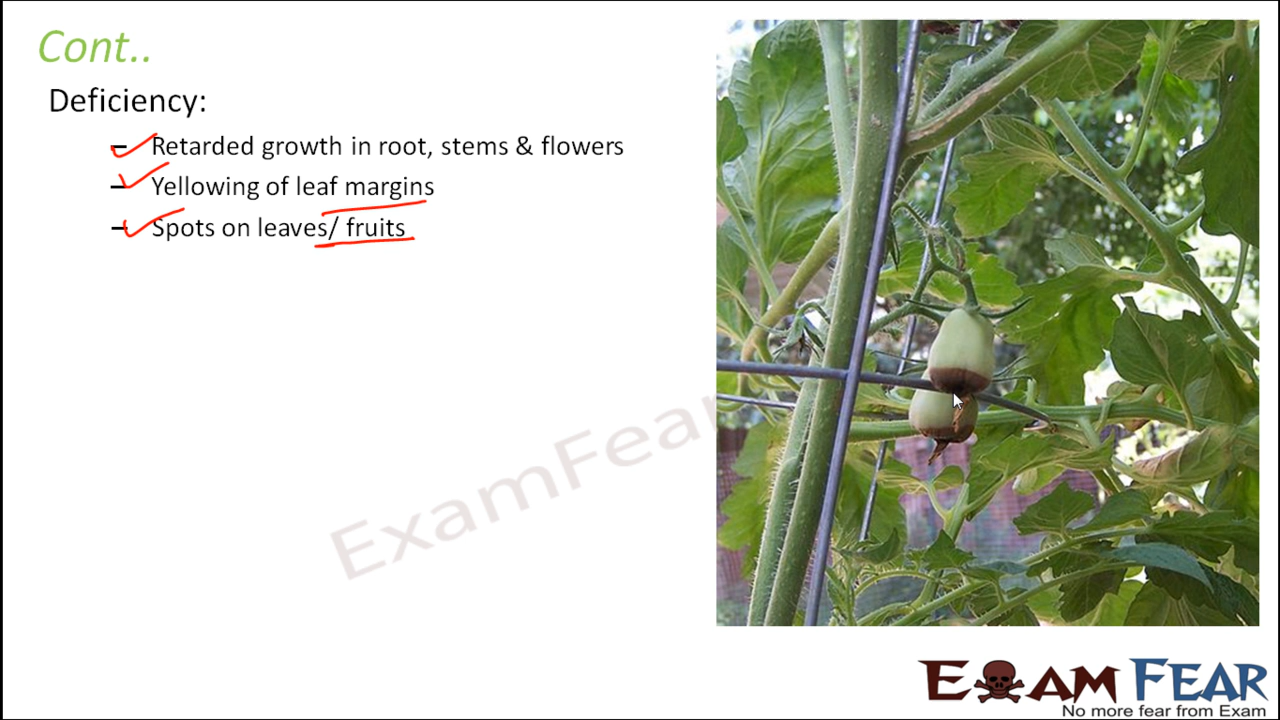 Cont..
Deficiency:
– Retarded growth in root, stems & flowers
– Yellowing of leaf margins
– Spots on leaves/ fruits
ExamFear
EXAM FEAR
No more fear from Exam